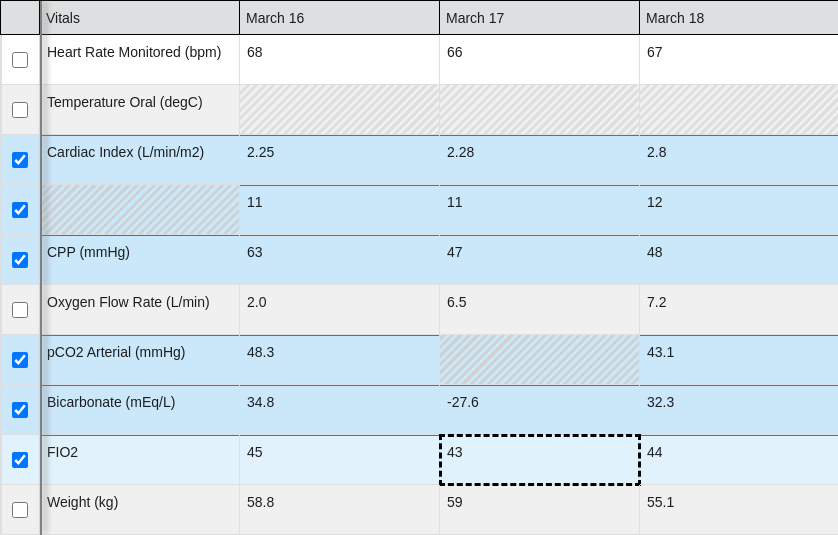 Vitals March 16 March 17 March 18
Heart Rate Monitored (bpm) 68 66 67
Temperature Oral (degC)
Cardiac Index (L/min/m2) 2.25 2.28 2.8
11 11 12
CPP (mmHg) 63 47 48
Oxygen Flow Rate (L/min) 2.0 6.5 7.2
pCO2 Arterial (mmHg) 48.3 43.1
Bicarbonate (mEq/L) 34.8 -27.6 32.3
FIO2 45 43 44
Weight (kg) 58.8 59 55.1